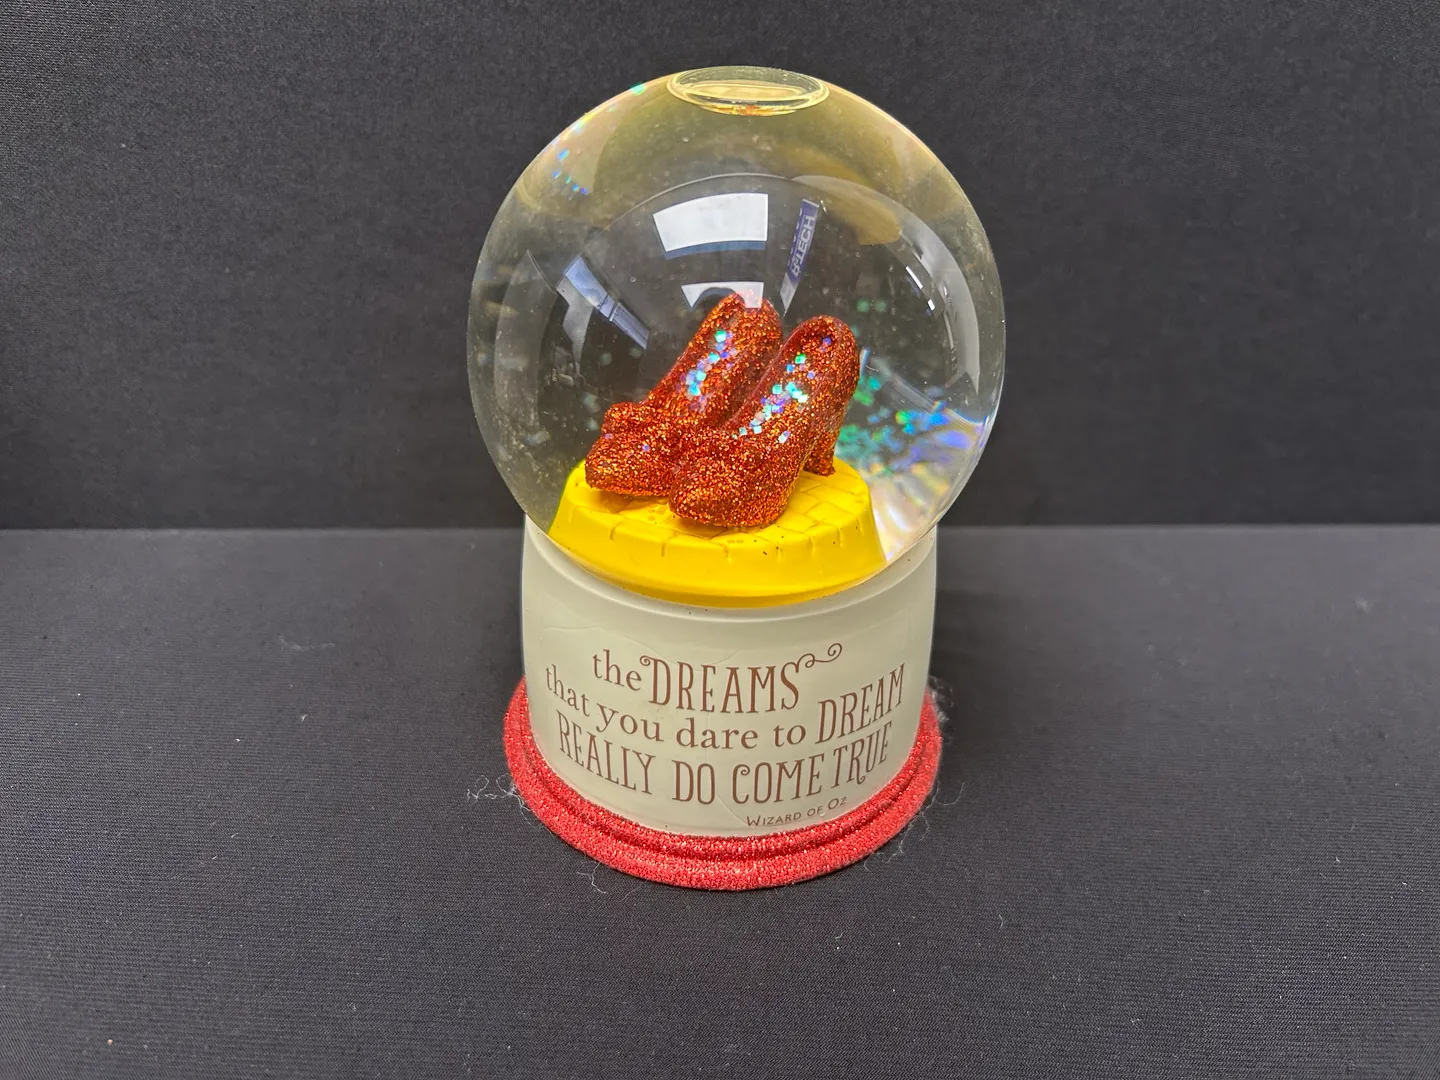 the DREAMS
that you dare to DREAM
REALLY DO COME TRUE
WIZARD OF OZ